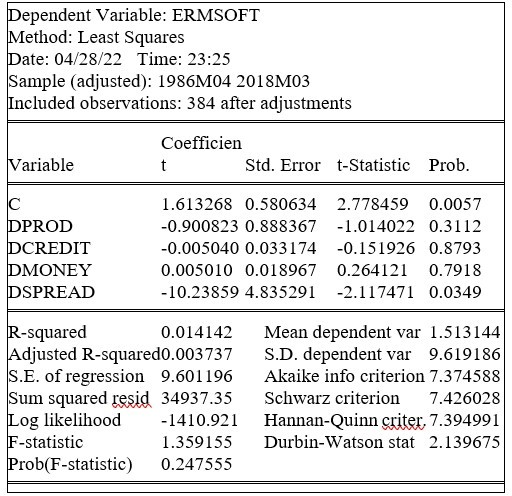 Dependent Variable: ERMSOFT
Method: Least Squares
Date: 04/28/22 Time: 23:25
Sample (adjusted): 1986M04 2018M03
Included observations: 384 after adjustments
Coefficien
Variable t Std. Error t-Statistic Prob.
C 1.613268 0.580634 2.778459 0.0057
DPROD -0.900823 0.888367 -1.014022 0.3112
DCREDIT -0.005040 0.033174 -0.151926 0.8793
DMONEY 0.005010 0.018967 0.264121 0.7918
DSPREAD -10.23859 4.835291 -2.117471 0.0349
R-squared 0.014142 Mean dependent var 1.513144
Adjusted R-squared 0.003737 S.D. dependent var 9.619186
S.E. of regression 9.601196 Akaike info criterion 7.374588
Sum squared resid 34937.35 Schwarz criterion 7.426028
Log likelihood -1410.921 Hannan-Quinn criter. 7.394991
F-statistic 1.359155 Durbin-Watson stat 2.139675
Prob(F-statistic) 0.247555